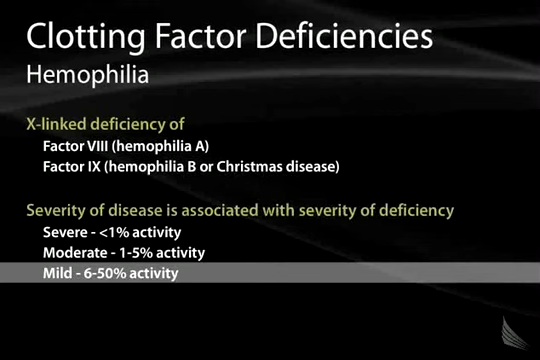 Clotting Factor Deficiencies
Hemophilia
X-linked deficiency of
Factor VIII (hemophilia A)
Factor IX (hemophilia B or Christmas disease)
Severity of disease is associated with severity of deficiency
Severe - <1% activity
Moderate - 1-5% activity
Mild - 6-50% activity